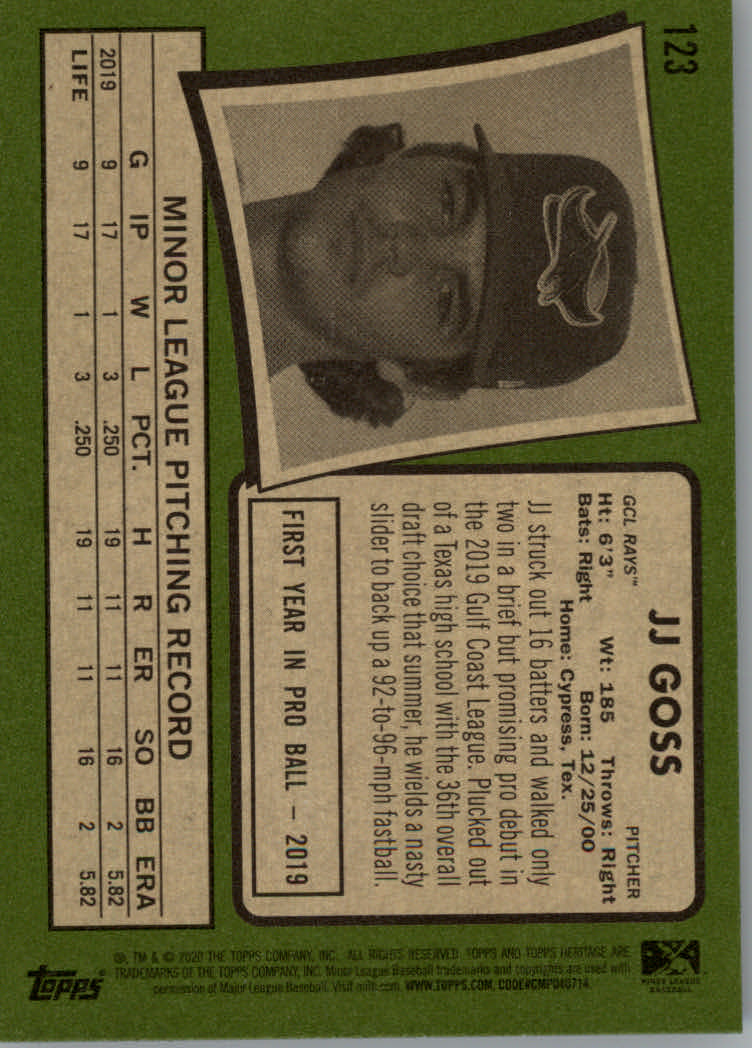 123
JJ GOSS
GCL RAYS™ PITCHER
Ht: 6'3" Wt: 185 Throws: Right
Bats: Right Born: 12/25/00
Home: Cypress, Tex.
JJ struck out 16 batters and walked only
two in a brief but promising pro debut in
the 2019 Gulf Coast League. Plucked out
of a Texas high school with the 36th overall
draft choice that summer, he wields a nasty
slider to back up a 92-to-96-mph fastball.
FIRST YEAR IN PRO BALL – 2019
MINOR LEAGUE PITCHING RECORD
G IP W L PCT. H R ER SO BB ERA
2019 9 17 1 3 .250 19 11 11 16 2 5.82
LIFE 9 17 1 3 .250 19 11 11 16 2 5.82
MINOR LEAGUE
BASEBALL
®, TM & © 2020 THE TOPPS COMPANY, INC. ALL RIGHTS RESERVED. TOPPS AND TOPPS HERITAGE ARE
TRADEMARKS OF THE TOPPS COMPANY, INC. Minor League Baseball trademarks and copyrights are used with
permission of Major League Baseball. Visit milb.com. WWW.TOPPS.COM, CODE#CMP040714.
topps®